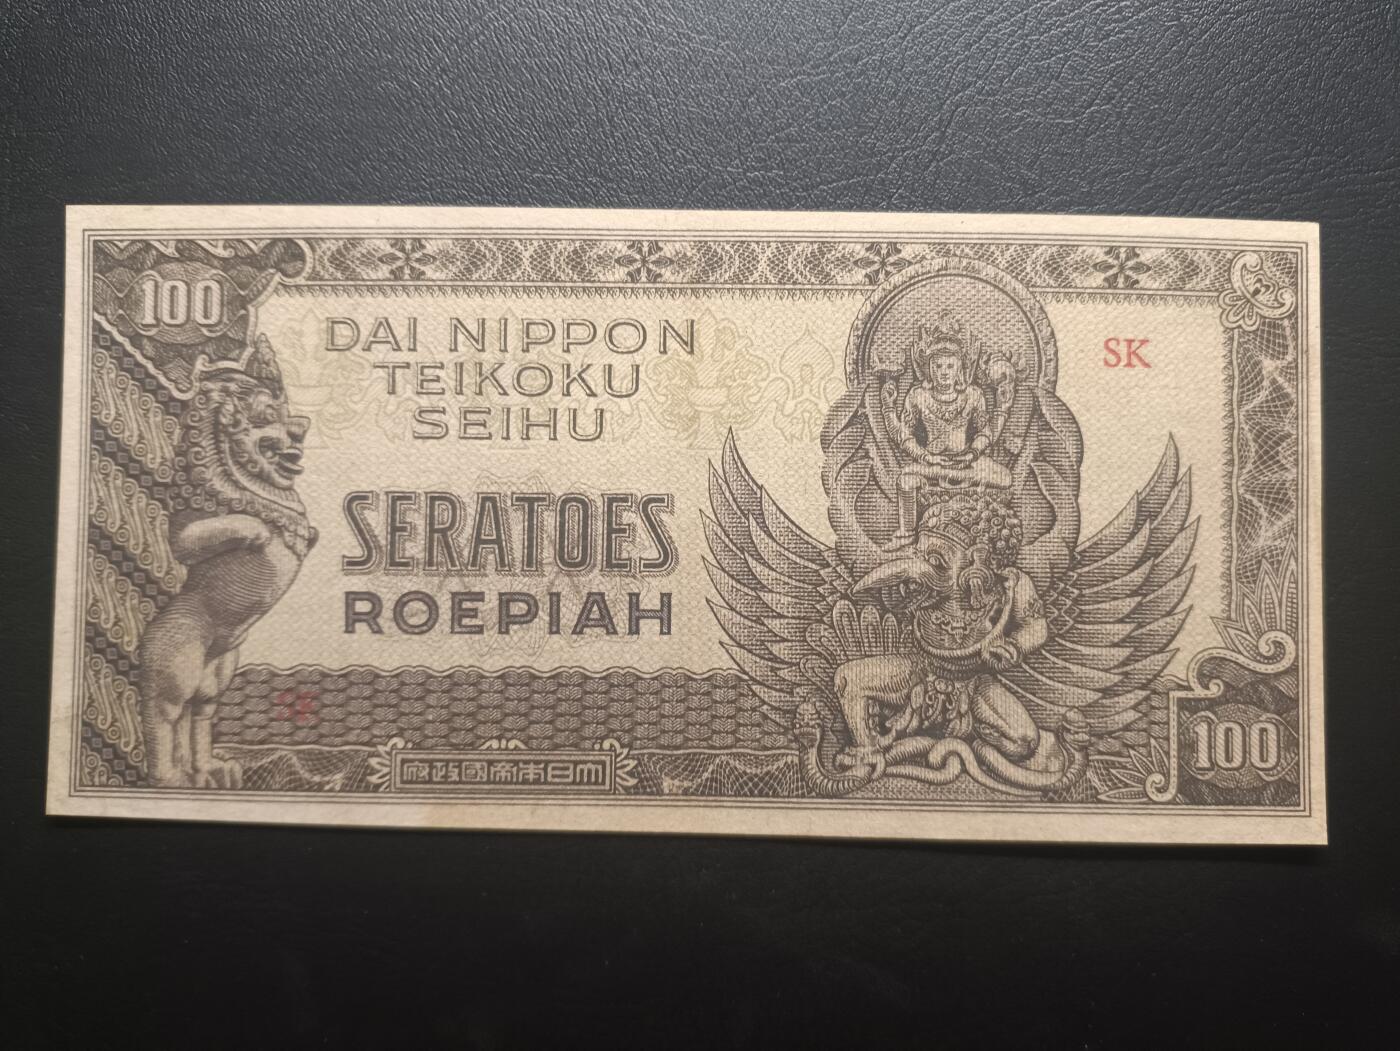 100
DAI NIPPON
TEIKOKU
SEIHU
SK
SERATOES
ROEPIAH
SK
府政國帝本日大
100